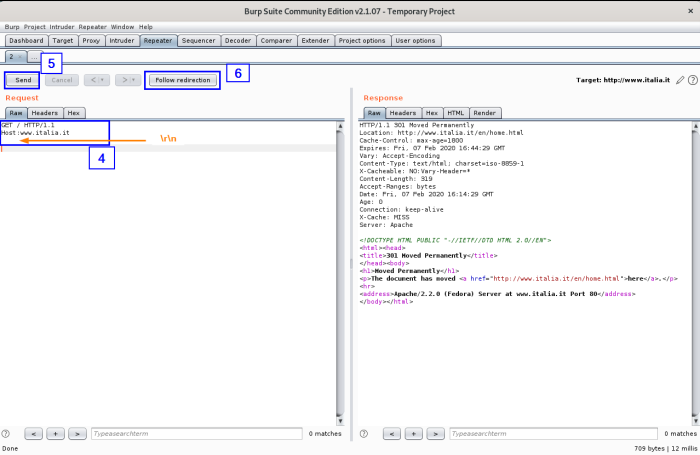 Burp Suite Community Edition v2.1.07 - Temporary Project
×
Burp Project Intruder Repeater Window Help
Dashboard Target Proxy Intruder Repeater Sequencer Decoder Comparer Extender Project options User options
2 × ...
5
6
Send Cancel < > Follow redirection
Target: http://www.italia.it ?
Request
Response
Raw Headers Hex
Raw Headers Hex HTML Render
GET / HTTP/1.1
Host:www.italia.it
\r\n
4
HTTP/1.1 301 Moved Permanently
Location: http://www.italia.it/en/home.html
Cache-Control: max-age=1800
Expires: Fri, 07 Feb 2020 16:44:29 GMT
Vary: Accept-Encoding
Content-Type: text/html; charset=iso-8859-1
X-Cacheable: NO:Vary-Header=*
Content-Length: 319
Accept-Ranges: bytes
Date: Fri, 07 Feb 2020 16:14:29 GMT
Age: 0
Connection: keep-alive
X-Cache: MISS
Server: Apache
<!DOCTYPE HTML PUBLIC "-//IETF//DTD HTML 2.0//EN">
<html><head>
<title>301 Moved Permanently</title>
</head><body>
<h1>Moved Permanently</h1>
<p>The document has moved <a href="http://www.italia.it/en/home.html">here</a>.</p>
<hr>
<address>Apache/2.2.0 (Fedora) Server at www.italia.it Port 80</address>
</body></html>
? < + > Type a search term 0 matches
? < + > Type a search term 0 matches
Done
709 bytes | 12 millis